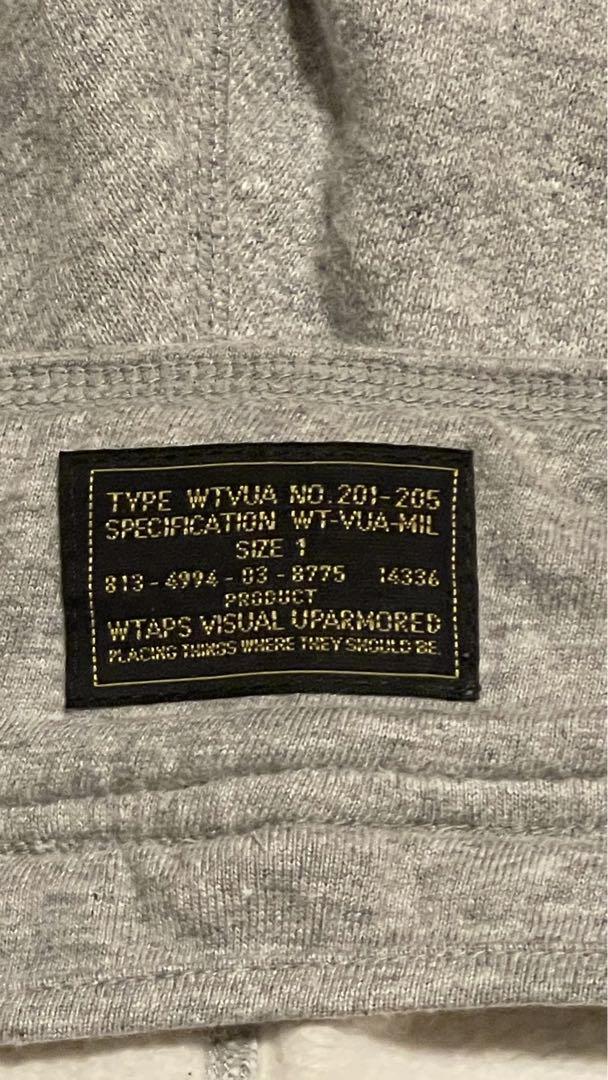 TYPE WTVUA NO. 201-205
SPECIFICATION WT-VUA-MIL
SIZE 1
813-4994-03-8775 14336
PRODUCT
WTAPS VISUAL UPARMORED
PLACING THINGS WHERE THEY SHOULD BE.